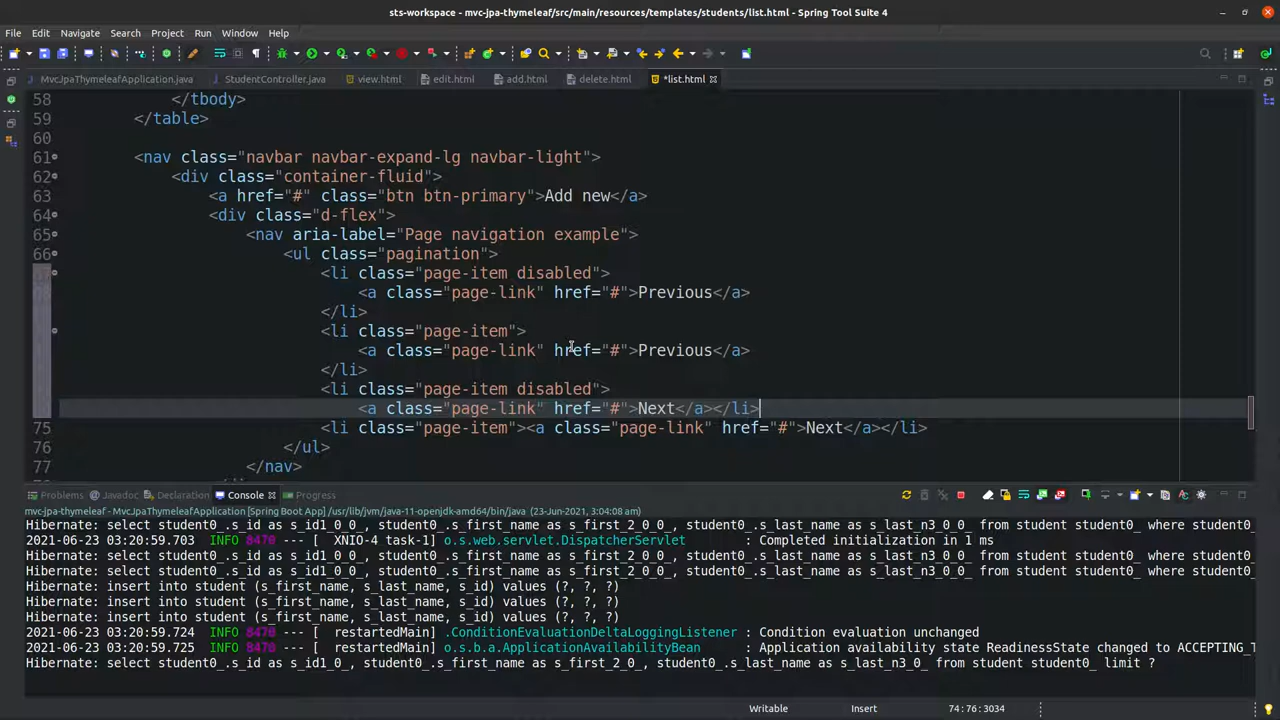 sts-workspace - mvc-jpa-thymeleaf/src/main/resources/templates/students/list.html - Spring Tool Suite 4
File Edit Navigate Search Project Run Window Help
MvcJpaThymeleafApplication.java StudentController.java view.html edit.html add.html delete.html *list.html
58 </tbody>
59 </table>
60
61 <nav class="navbar navbar-expand-lg navbar-light">
62 <div class="container-fluid">
63 <a href="#" class="btn btn-primary">Add new</a>
64 <div class="d-flex">
65 <nav aria-label="Page navigation example">
66 <ul class="pagination">
<li class="page-item disabled">
<a class="page-link" href="#">Previous</a>
</li>
<li class="page-item">
<a class="page-link" href="#">Previous</a>
</li>
<li class="page-item disabled">
<a class="page-link" href="#">Next</a></li>
75 <li class="page-item"><a class="page-link" href="#">Next</a></li>
76 </ul>
77 </nav>
Problems Javadoc Declaration Console Progress
mvc-jpa-thymeleaf - MvcJpaThymeleafApplication [Spring Boot App] /usr/lib/jvm/java-11-openjdk-amd64/bin/java (23-Jun-2021, 3:04:08 am)
Hibernate: select student0_.s_id as s_id1_0_0_, student0_.s_first_name as s_first_2_0_0_, student0_.s_last_name as s_last_n3_0_0_ from student student0_ where student0_
2021-06-23 03:20:59.703 INFO 8470 --- [ XNIO-4 task-1] o.s.web.servlet.DispatcherServlet : Completed initialization in 1 ms
Hibernate: select student0_.s_id as s_id1_0_0_, student0_.s_first_name as s_first_2_0_0_, student0_.s_last_name as s_last_n3_0_0_ from student student0_ where student0_
Hibernate: select student0_.s_id as s_id1_0_0_, student0_.s_first_name as s_first_2_0_0_, student0_.s_last_name as s_last_n3_0_0_ from student student0_ where student0_
Hibernate: insert into student (s_first_name, s_last_name, s_id) values (?, ?, ?)
Hibernate: insert into student (s_first_name, s_last_name, s_id) values (?, ?, ?)
Hibernate: insert into student (s_first_name, s_last_name, s_id) values (?, ?, ?)
2021-06-23 03:20:59.724 INFO 8470 --- [ restartedMain] .ConditionEvaluationDeltaLoggingListener : Condition evaluation unchanged
2021-06-23 03:20:59.725 INFO 8470 --- [ restartedMain] o.s.b.a.ApplicationAvailabilityBean : Application availability state ReadinessState changed to ACCEPTING_T
Hibernate: select student0_.s_id as s_id1_0_, student0_.s_first_name as s_first_2_0_, student0_.s_last_name as s_last_n3_0_ from student student0_ limit ?
Writable Insert 74 : 76 : 3034